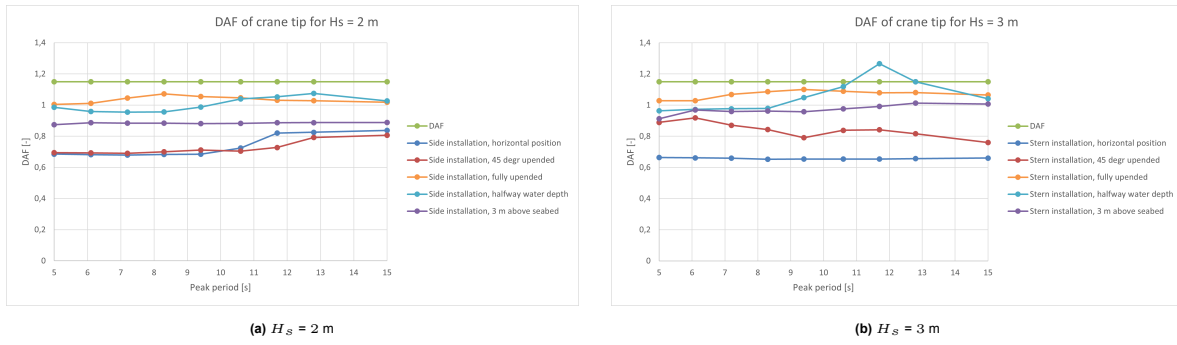 DAF of crane tip for Hs = 2 m
1,4
1,2
1
0,8
0,6
0,4
0,2
0
DAF [-]
5 6 7 8 9 10 11 12 13 14 15
Peak period [s]
DAF
Side installation, horizontal position
Side installation, 45 degr upended
Side installation, fully upended
Side installation, halfway water depth
Side installation, 3 m above seabed
(a) Hₛ = 2 m
DAF of crane tip for Hs = 3 m
1,4
1,2
1
0,8
0,6
0,4
0,2
0
DAF [-]
5 6 7 8 9 10 11 12 13 14 15
Peak period [s]
DAF
Stern installation, horizontal position
Stern installation, 45 degr upended
Stern installation, fully upended
Stern installation, halfway water depth
Stern installation, 3 m above seabed
(b) Hₛ = 3 m